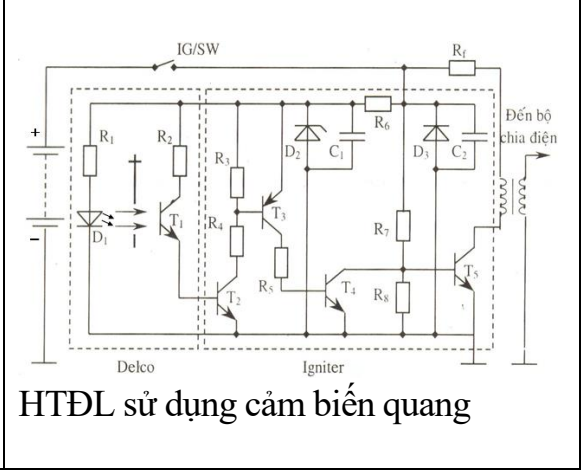 IG/SW
R_f
Đến bộ
chia điện
+
R₁
R₂
R₃
D₂
C₁
R₆
D₃
C₂
T₁
D₁
R₄
T₃
R₇
−
T₂
R₅
T₄
R₈
T₅
Delco
Igniter
HTĐL sử dụng cảm biến quang